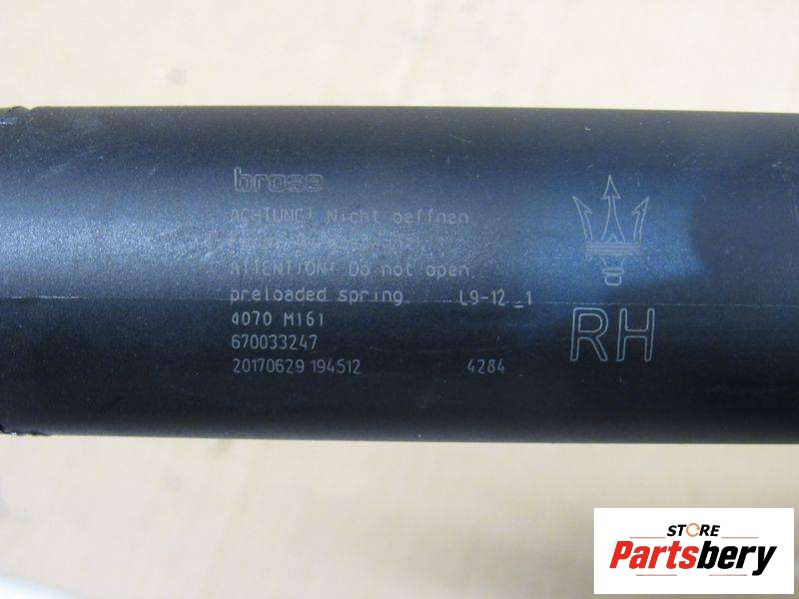 brose
ACHTUNG! Nicht oeffnen
ATTENTION! Do not open,
preloaded spring L9-12_1
4070 M161
670033247
20170629 194512 4284
RH
STORE
Partsbery